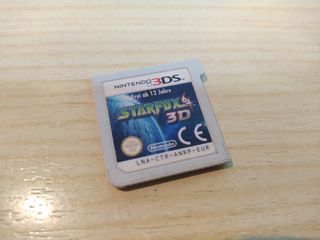 NINTENDO 3DS
Frei ab 12 Jahre
STARFOX 64
3D
Nintendo
CE
LNA-CTR-ANRP-EUR